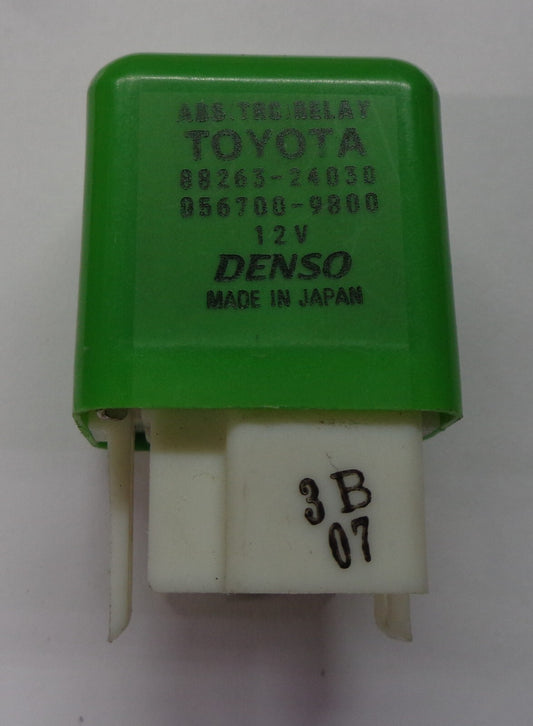 ABS/TRC/RELAY
TOYOTA
88263-24030
056700-9800
12V
DENSO
MADE IN JAPAN
3B
07